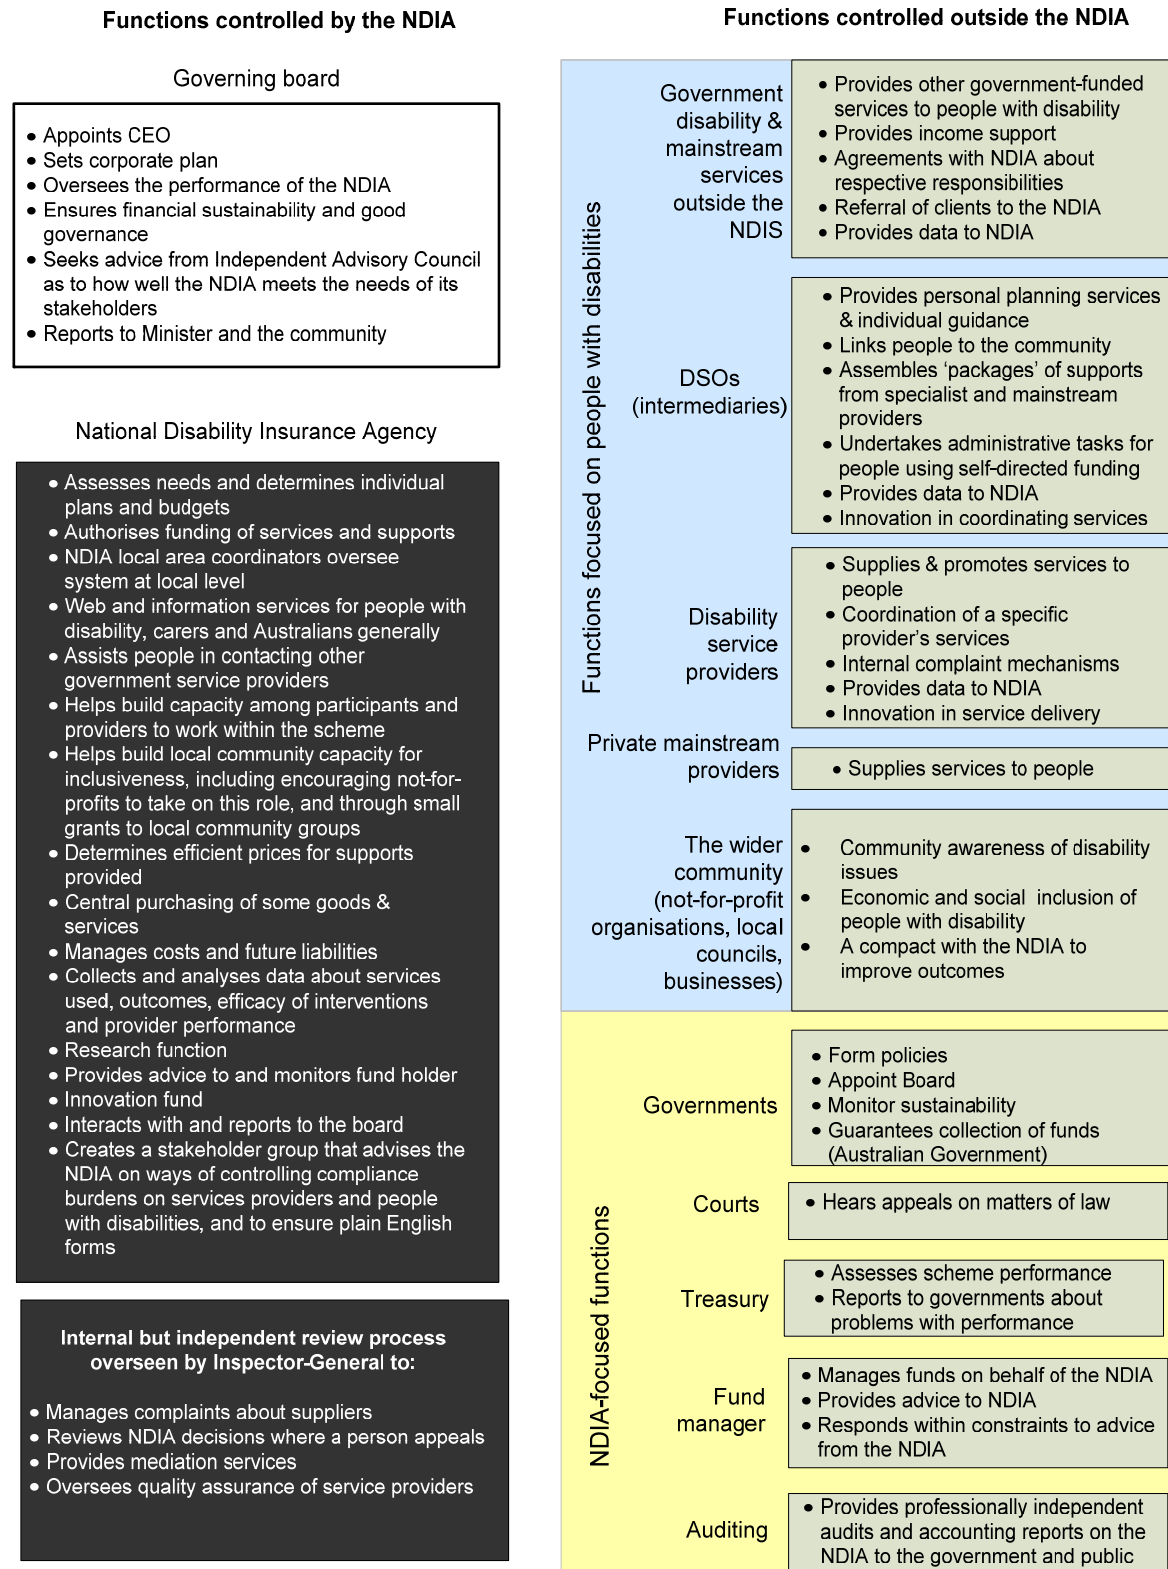 Functions controlled by the NDIA
Governing board
• Appoints CEO
• Sets corporate plan
• Oversees the performance of the NDIA
• Ensures financial sustainability and good
governance
• Seeks advice from Independent Advisory Council
as to how well the NDIA meets the needs of its
stakeholders
• Reports to Minister and the community
National Disability Insurance Agency
• Assesses needs and determines individual
plans and budgets
• Authorises funding of services and supports
• NDIA local area coordinators oversee
system at local level
• Web and information services for people with
disability, carers and Australians generally
• Assists people in contacting other
government service providers
• Helps build capacity among participants and
providers to work within the scheme
• Helps build local community capacity for
inclusiveness, including encouraging not-for-
profits to take on this role, and through small
grants to local community groups
• Determines efficient prices for supports
provided
• Central purchasing of some goods &
services
• Manages costs and future liabilities
• Collects and analyses data about services
used, outcomes, efficacy of interventions
and provider performance
• Research function
• Provides advice to and monitors fund holder
• Innovation fund
• Interacts with and reports to the board
• Creates a stakeholder group that advises the
NDIA on ways of controlling compliance
burdens on services providers and people
with disabilities, and to ensure plain English
forms
Internal but independent review process
overseen by Inspector-General to:
• Manages complaints about suppliers
• Reviews NDIA decisions where a person appeals
• Provides mediation services
• Oversees quality assurance of service providers
Functions controlled outside the NDIA
Functions focused on people with disabilities
Government
disability &
mainstream
services
outside the
NDIS
• Provides other government-funded
services to people with disability
• Provides income support
• Agreements with NDIA about
respective responsibilities
• Referral of clients to the NDIA
• Provides data to NDIA
DSOs
(intermediaries)
• Provides personal planning services
& individual guidance
• Links people to the community
• Assembles ‘packages’ of supports
from specialist and mainstream
providers
• Undertakes administrative tasks for
people using self-directed funding
• Provides data to NDIA
• Innovation in coordinating services
Disability
service
providers
• Supplies & promotes services to
people
• Coordination of a specific
provider’s services
• Internal complaint mechanisms
• Provides data to NDIA
• Innovation in service delivery
Private mainstream
providers
• Supplies services to people
The wider
community
(not-for-profit
organisations, local
councils,
businesses)
• Community awareness of disability
issues
• Economic and social inclusion of
people with disability
• A compact with the NDIA to
improve outcomes
NDIA-focused functions
Governments
• Form policies
• Appoint Board
• Monitor sustainability
• Guarantees collection of funds
(Australian Government)
Courts
• Hears appeals on matters of law
Treasury
• Assesses scheme performance
• Reports to governments about
problems with performance
Fund
manager
• Manages funds on behalf of the NDIA
• Provides advice to NDIA
• Responds within constraints to advice
from the NDIA
Auditing
• Provides professionally independent
audits and accounting reports on the
NDIA to the government and public